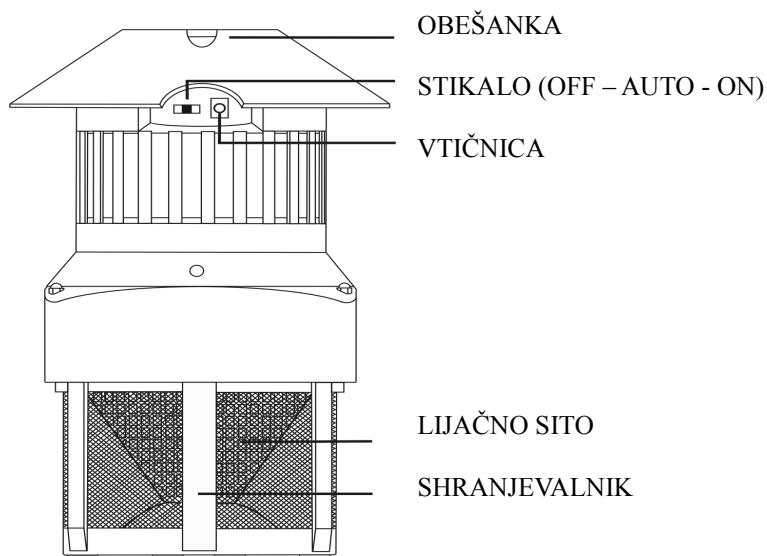 OBEŠANKA
STIKALO (OFF – AUTO - ON)
VTIČNICA
LIJAČNO SITO
SHRANJEVALNIK